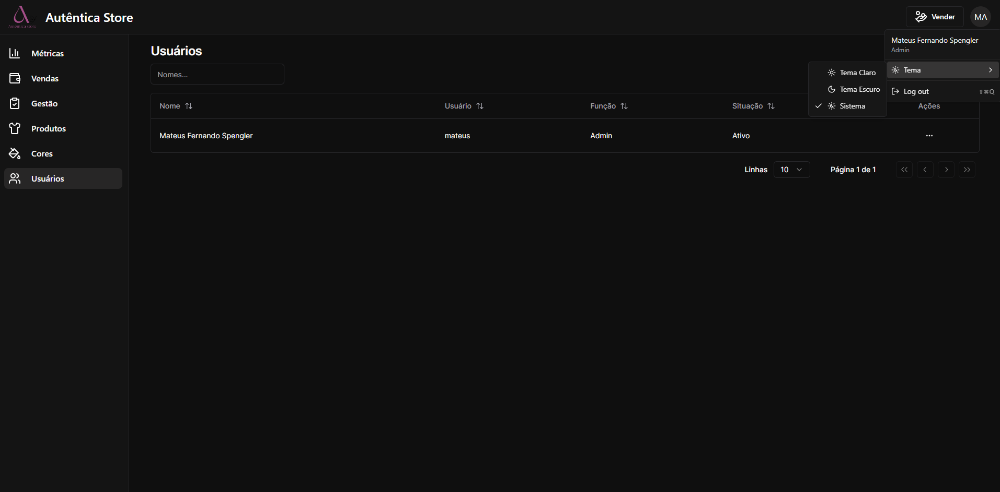 Autêntica Store
Autêntica Store
Vender
MA
Mateus Fernando Spengler
Admin
Tema
Log out
⇧⌘Q
Tema Claro
Tema Escuro
Sistema
Métricas
Vendas
Gestão
Produtos
Cores
Usuários
Usuários
Nomes...
Nome Usuário Função Situação Ações
Mateus Fernando Spengler mateus Admin Ativo
Linhas 10 Página 1 de 1